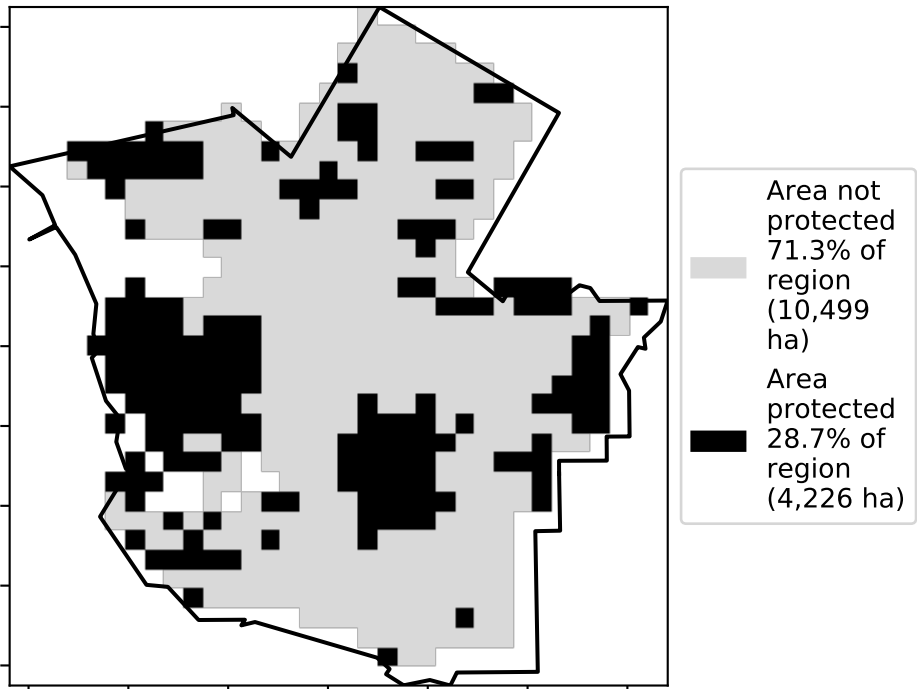 Area not
protected
71.3% of
region
(10,499
ha)
Area
protected
28.7% of
region
(4,226 ha)